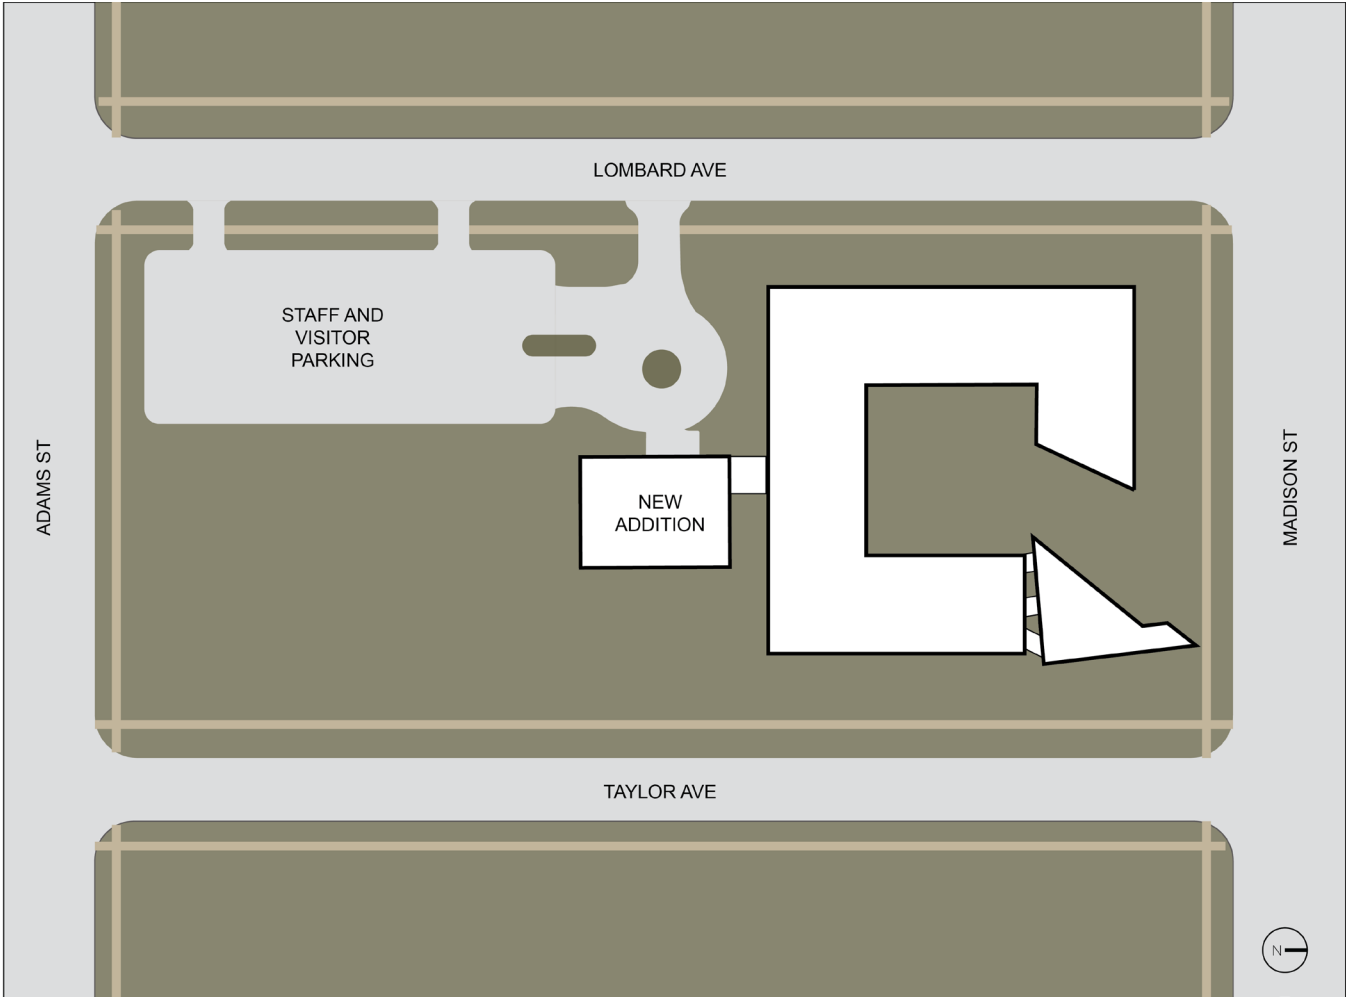 LOMBARD AVE
STAFF AND
VISITOR
PARKING
ADAMS ST
NEW
ADDITION
MADISON ST
TAYLOR AVE
N